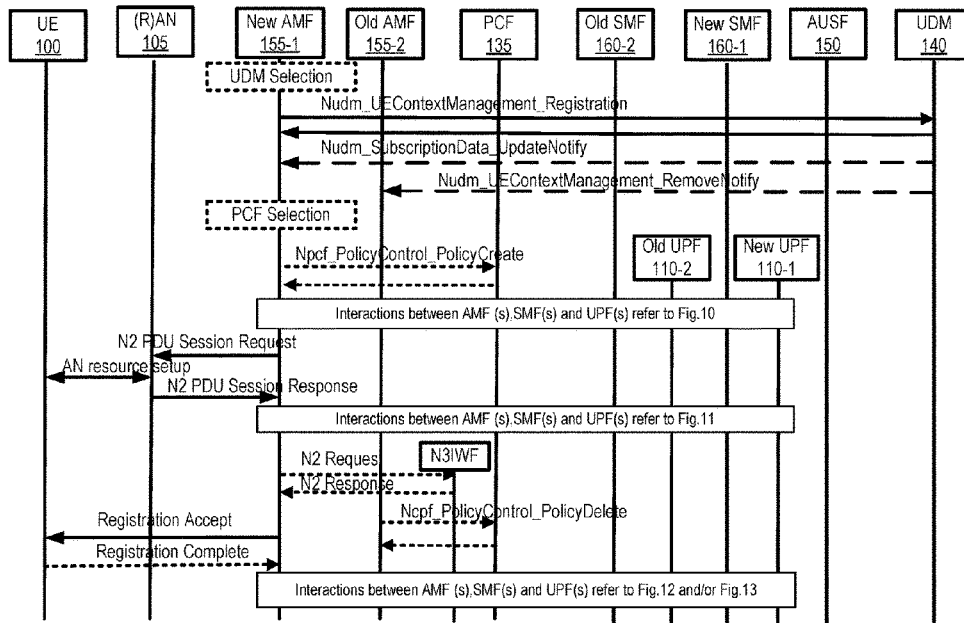 UE
100
(R)AN
105
New AMF
155-1
Old AMF
155-2
PCF
135
Old SMF
160-2
New SMF
160-1
AUSF
150
UDM
140
UDM Selection
Nudm_UEContextManagement_Registration
Nudm_SubscriptionData_UpdateNotify
Nudm_UEContextManagement_RemoveNotify
PCF Selection
Old UPF
110-2
New UPF
110-1
Npcf_PolicyControl_PolicyCreate
Interactions between AMF (s),SMF(s) and UPF(s) refer to Fig.10
N2 PDU Session Request
AN resource setup
N2 PDU Session Response
Interactions between AMF (s),SMF(s) and UPF(s) refer to Fig.11
N2 Reques
N3IWF
N2 Response
Ncpf_PolicyControl_PolicyDelete
Registration Accept
Registration Complete
Interactions between AMF (s),SMF(s) and UPF(s) refer to Fig.12 and/or Fig.13